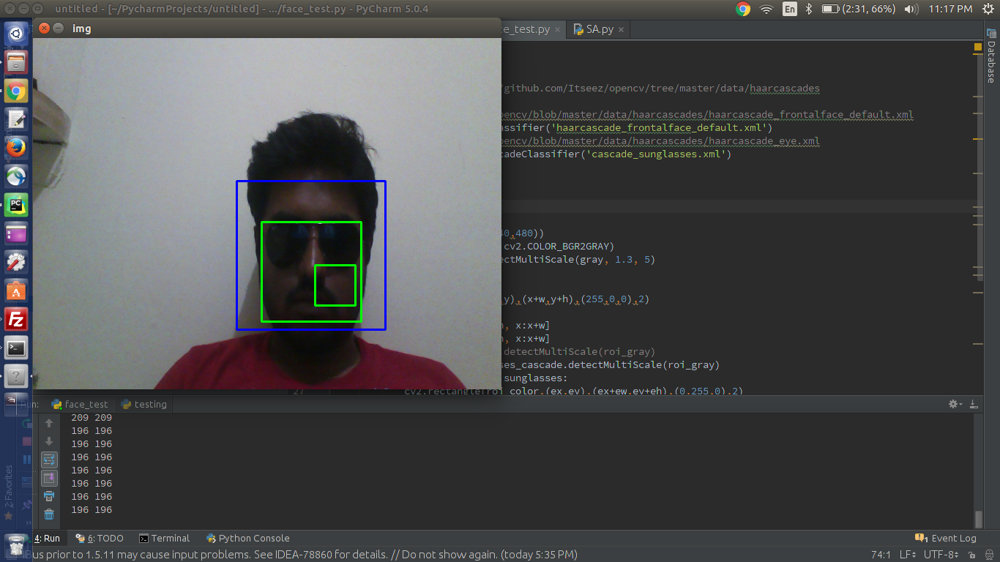 untitled - [~/PycharmProjects/untitled] - .../face_test.py - PyCharm 5.0.4
En
(2:31, 66%)
11:17 PM
img
ce_test.py
SA.py
Database
/github.com/Itseez/opencv/tree/master/data/haarcascades
opencv/blob/master/data/haarcascades/haarcascade_frontalface_default.xml
assifier('haarcascade_frontalface_default.xml')
opencv/blob/master/data/haarcascades/haarcascade_eye.xml
cadeClassifier('cascade_sunglasses.xml')
40,480))
cv2.COLOR_BGR2GRAY)
ectMultiScale(gray, 1.3, 5)
y),(x+w,y+h),(255,0,0),2)
h, x:x+w]
h, x:x+w]
detectMultiScale(roi_gray)
ses_cascade.detectMultiScale(roi_gray)
sunglasses:
27 cv2.rectangle(roi_color,(ex,ey),(ex+ew,ey+eh),(0,255,0),2)
Run:
face_test
testing
209 209
196 196
196 196
196 196
196 196
196 196
196 196
196 196
2: Favorites
4: Run
6: TODO
Terminal
Python Console
Event Log
IBus prior to 1.5.11 may cause input problems. See IDEA-78860 for details. // Do not show again. (today 5:35 PM)
74:1
LF
UTF-8